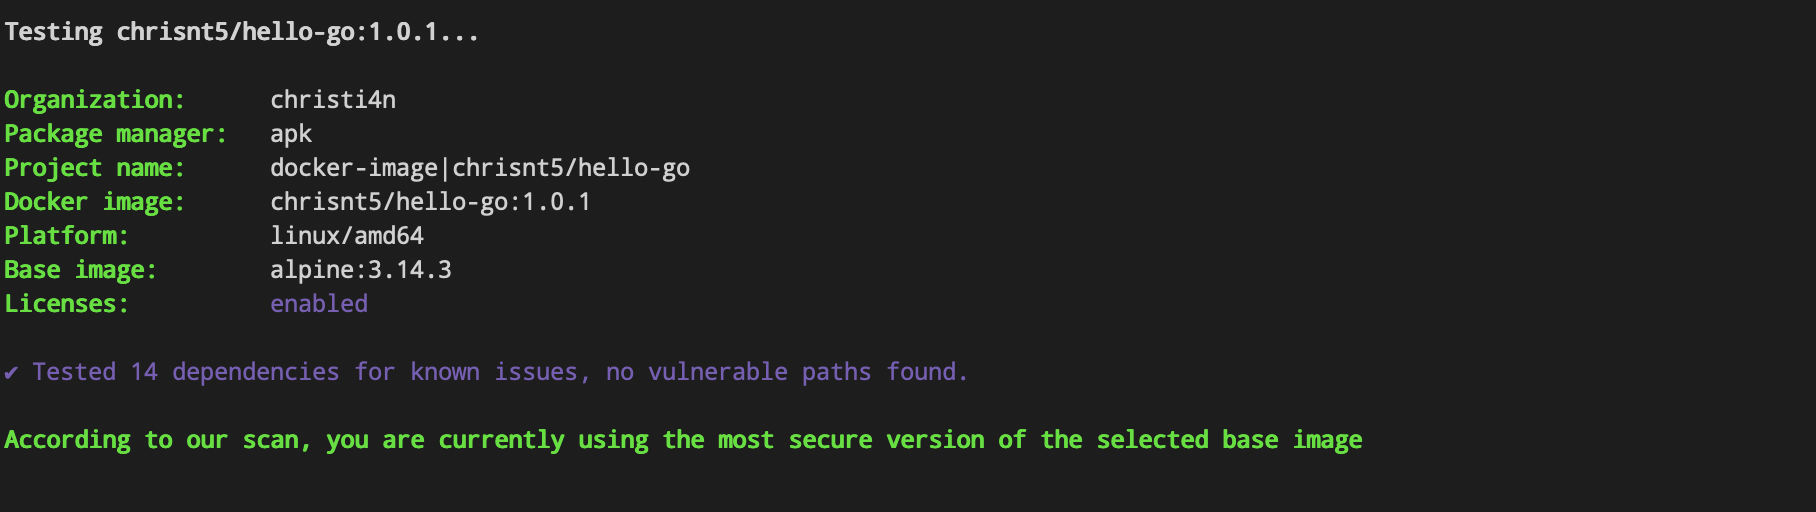 Testing chrisnt5/hello-go:1.0.1...
Organization: christi4n
Package manager: apk
Project name: docker-image|chrisnt5/hello-go
Docker image: chrisnt5/hello-go:1.0.1
Platform: linux/amd64
Base image: alpine:3.14.3
Licenses: enabled
✔ Tested 14 dependencies for known issues, no vulnerable paths found.
According to our scan, you are currently using the most secure version of the selected base image